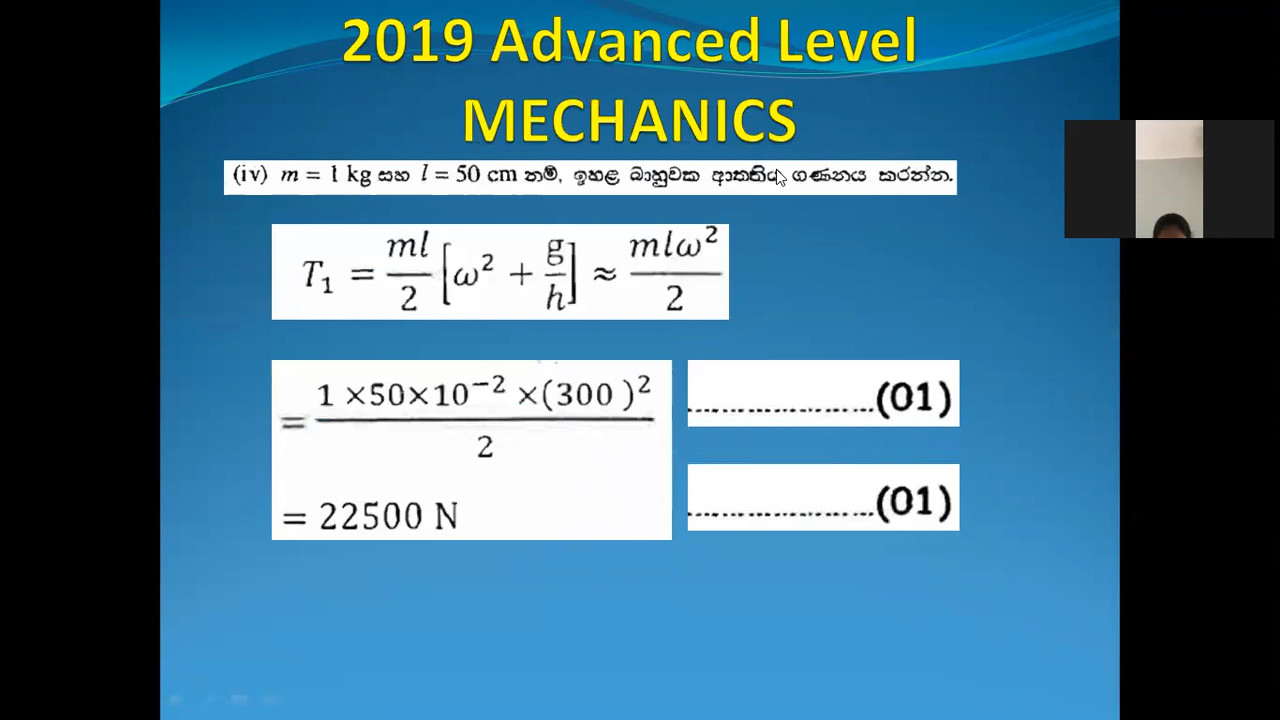 2019 Advanced Level
MECHANICS
(iv) m = 1 kg සහ l = 50 cm නම්, ඉහළ බාහුවක ආතතිය ගණනය කරන්න.
T₁ = ml/2 [ω² + g/h] ≈ mlω²/2
= 1 ×50×10⁻² ×(300 )²/2 ........................(01)
= 22500 N ........................(01)